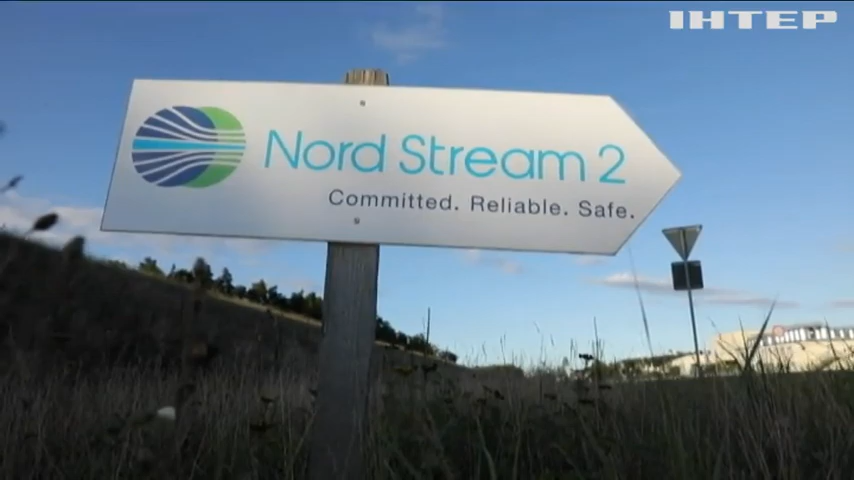 ІНТЕР
Nord Stream 2
Committed. Reliable. Safe.